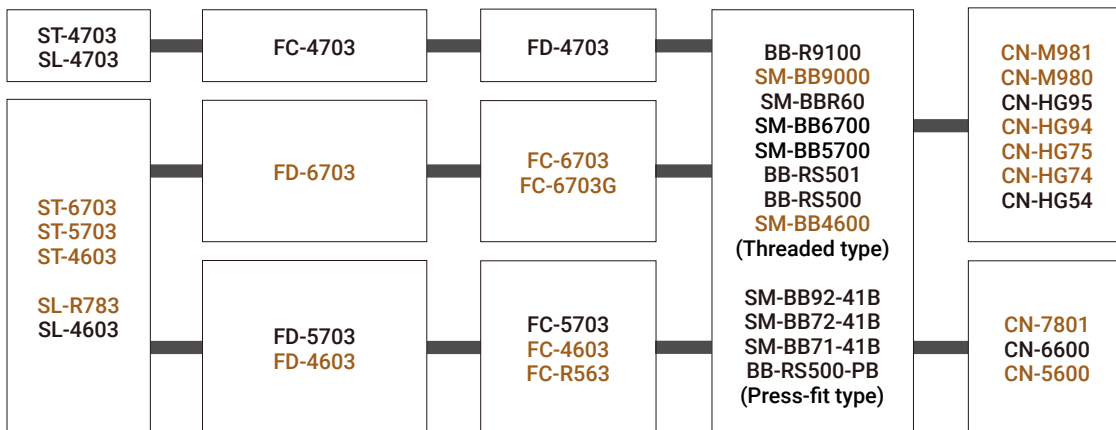 ST-4703
SL-4703
FC-4703
FD-4703
ST-6703
ST-5703
ST-4603
SL-R783
SL-4603
FD-6703
FC-6703
FC-6703G
FD-5703
FD-4603
FC-5703
FC-4603
FC-R563
BB-R9100
SM-BB9000
SM-BBR60
SM-BB6700
SM-BB5700
BB-RS501
BB-RS500
SM-BB4600
(Threaded type)
SM-BB92-41B
SM-BB72-41B
SM-BB71-41B
BB-RS500-PB
(Press-fit type)
CN-M981
CN-M980
CN-HG95
CN-HG94
CN-HG75
CN-HG74
CN-HG54
CN-7801
CN-6600
CN-5600